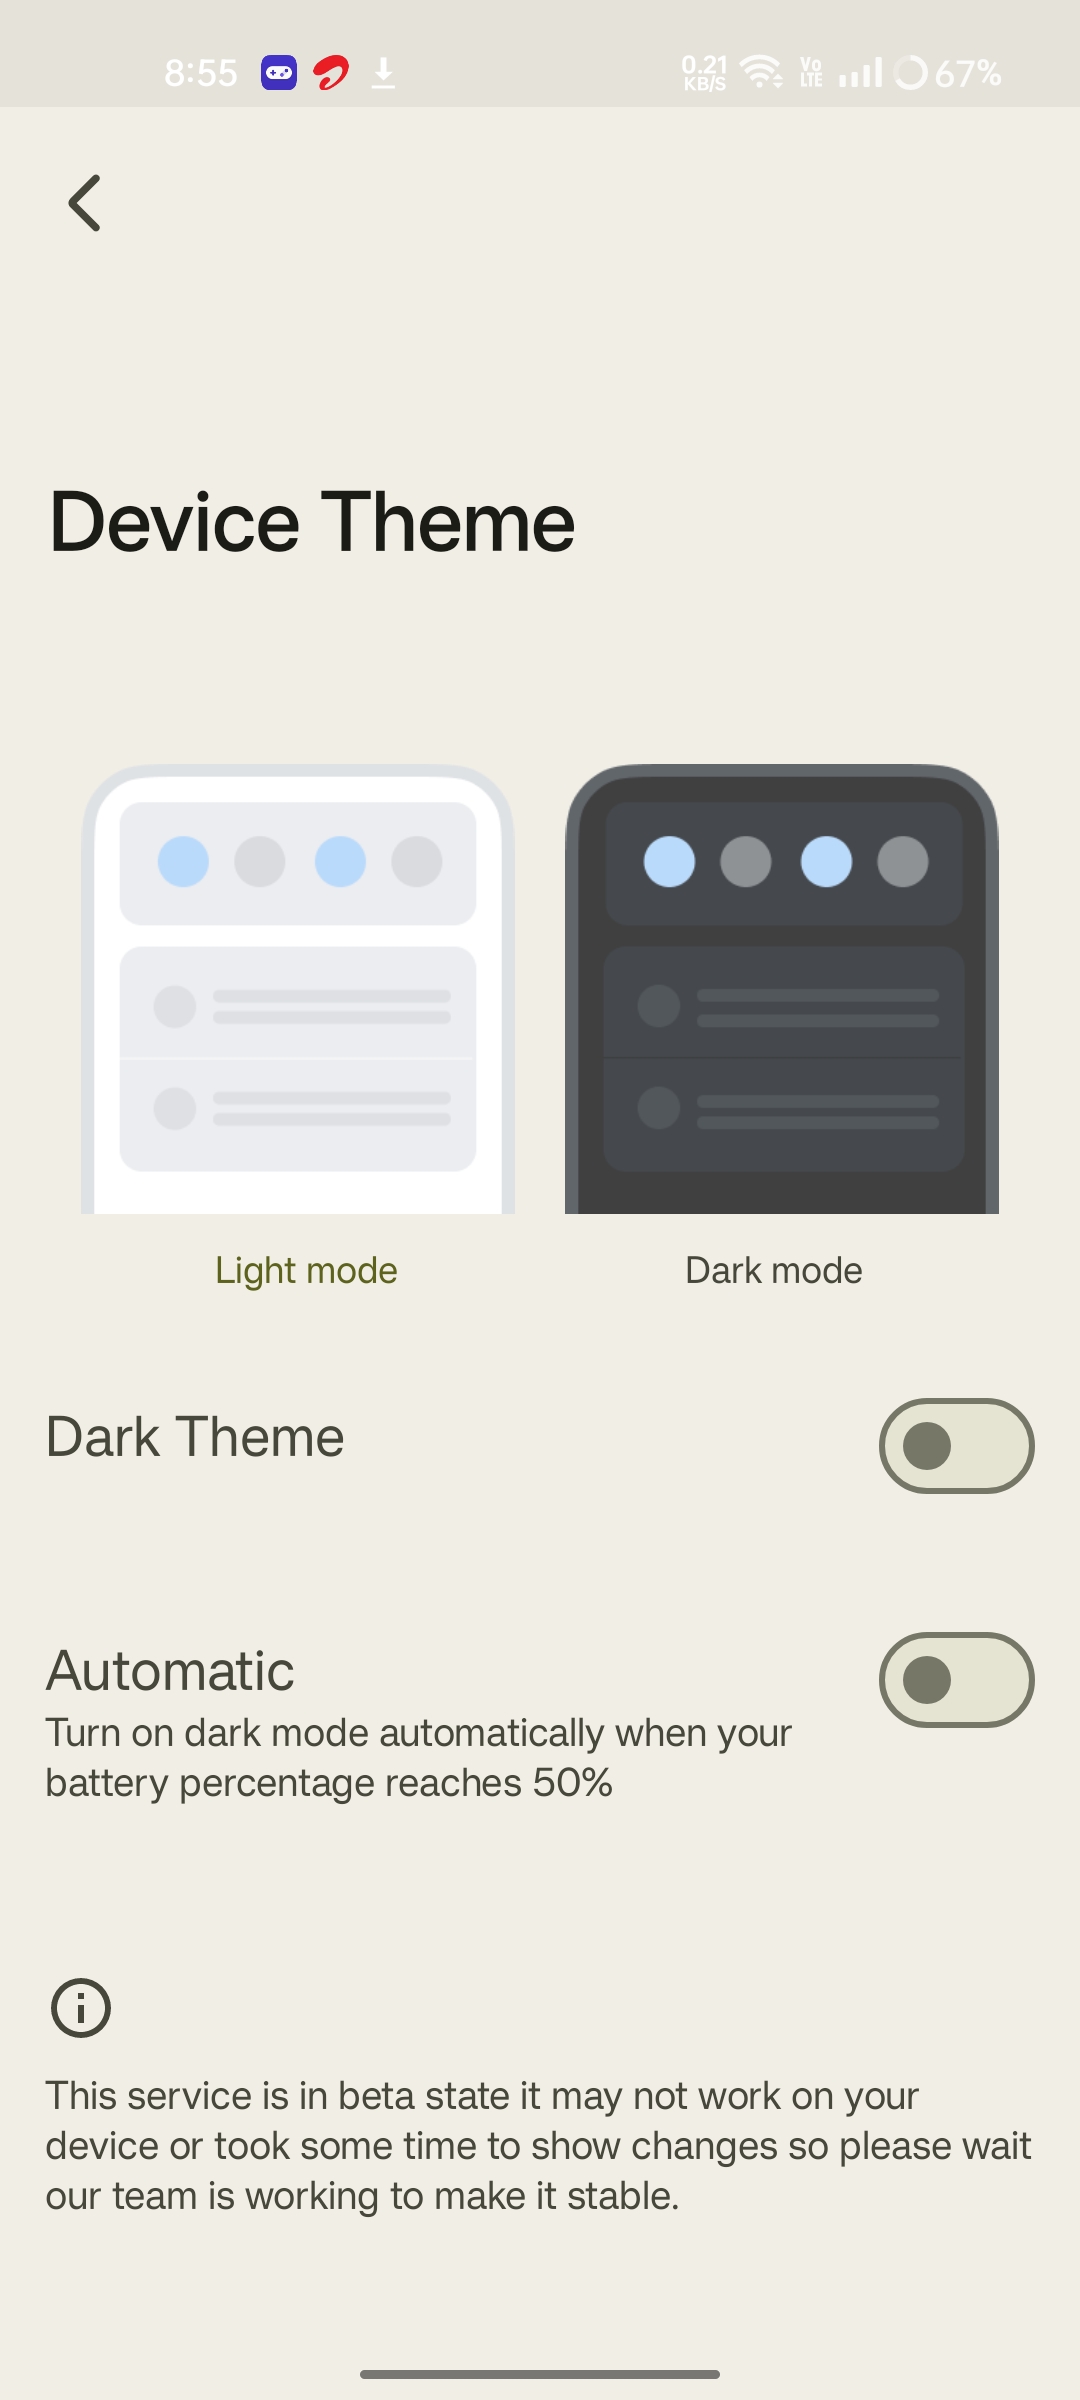 8:55
0.21 KB/S
Vo LTE
67%
Device Theme
Light mode
Dark mode
Dark Theme
Automatic
Turn on dark mode automatically when your
battery percentage reaches 50%
This service is in beta state it may not work on your
device or took some time to show changes so please wait
our team is working to make it stable.